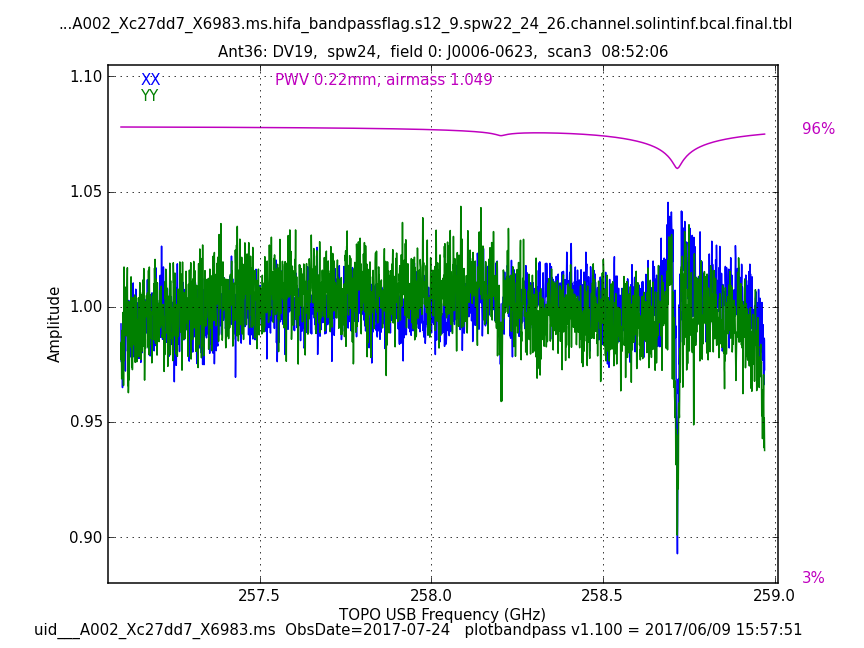 ...A002_Xc27dd7_X6983.ms.hifa_bandpassflag.s12_9.spw22_24_26.channel.solintinf.bcal.final.tbl
Ant36: DV19,  spw24,  field 0: J0006-0623,  scan3  08:52:06
XX
YY
PWV 0.22mm, airmass 1.049
96%
3%
1.10
1.05
1.00
0.95
0.90
Amplitude
257.5
258.0
258.5
259.0
TOPO USB Frequency (GHz)
uid___A002_Xc27dd7_X6983.ms  ObsDate=2017-07-24   plotbandpass v1.100 = 2017/06/09 15:57:51